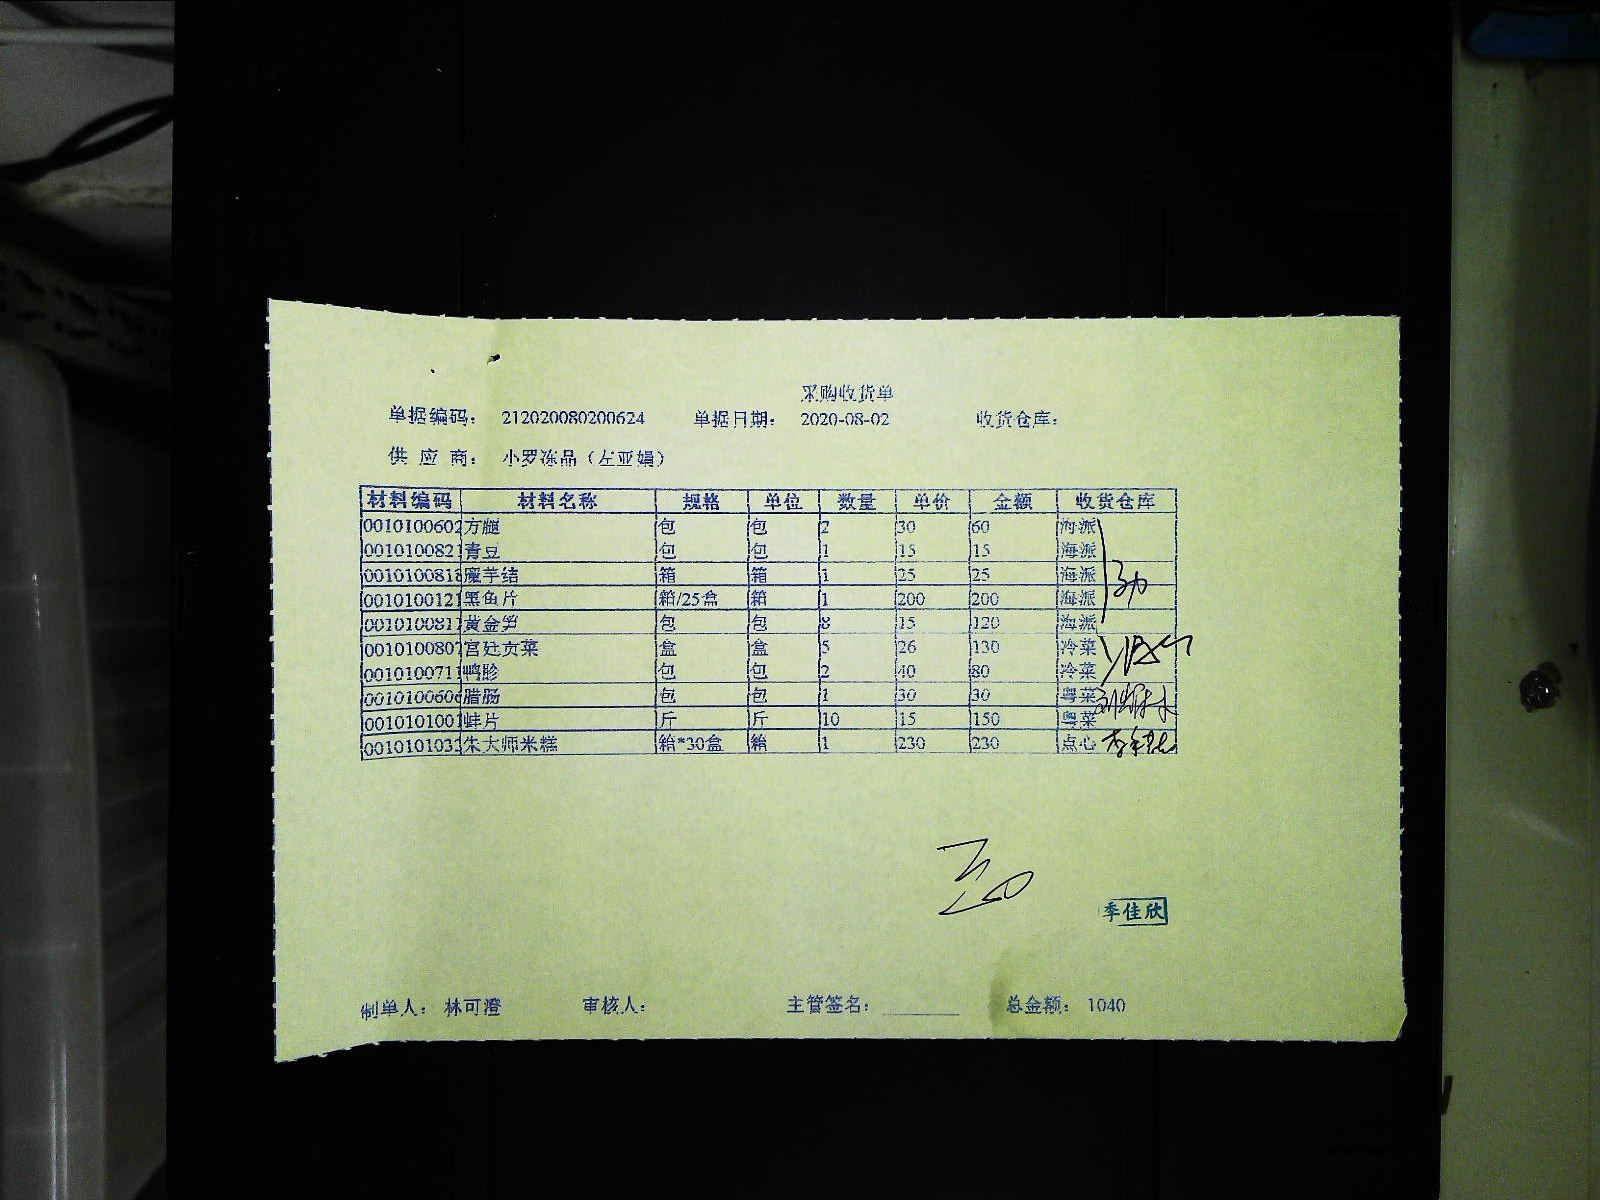 采购收货单
单据编码： 212020080200624 单据日期： 2020-08-02 收货仓库：
供 应 商： 小罗冻品（左亚娟）
材料编码 材料名称 规格 单位 数量 单价 金额 收货仓库
0010100602 方腿 包 包 2 30 60 海派
0010100821 青豆 包 包 1 15 15 海派
0010100818 魔芋结 箱 箱 1 25 25 海派
0010100121 黑鱼片 箱/25盒 箱 1 200 200 海派
0010100817 黄金笋 包 包 8 15 120 海派
0010100807 宫廷贡菜 盒 盒 5 26 130 冷菜
0010100711 鸭胗 包 包 2 40 80 冷菜
0010100606 腊肠 包 包 1 30 30 粤菜
0010101001 蚌片 斤 斤 10 15 150 粤菜
001010103 朱大师米糕 箱*30盒 箱 1 230 230 点心
季佳欣
制单人： 林可澄 审核人： 主管签名： 总金额： 1040